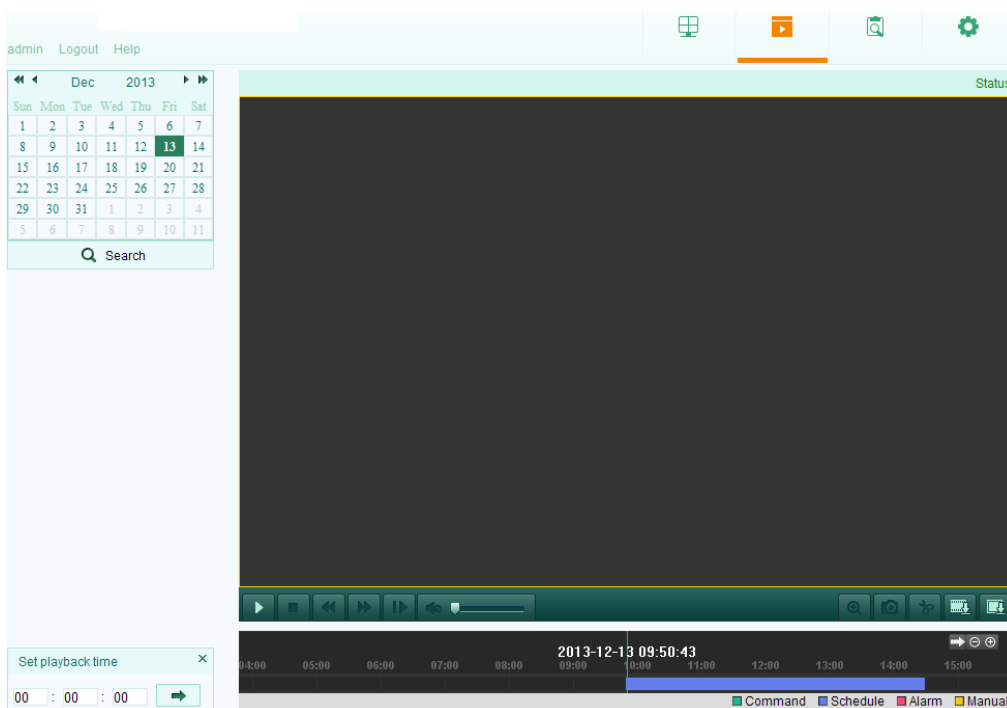 admin Logout Help
Dec 2013
Status
Sun Mon Tue Wed Thu Fri Sat
1 2 3 4 5 6 7
8 9 10 11 12 13 14
15 16 17 18 19 20 21
22 23 24 25 26 27 28
29 30 31 1 2 3 4
5 6 7 8 9 10 11
Search
Set playback time
00 : 00 : 00
2013-12-13 09:50:43
04:00 05:00 06:00 07:00 08:00 09:00 10:00 11:00 12:00 13:00 14:00 15:00
Command Schedule Alarm Manual